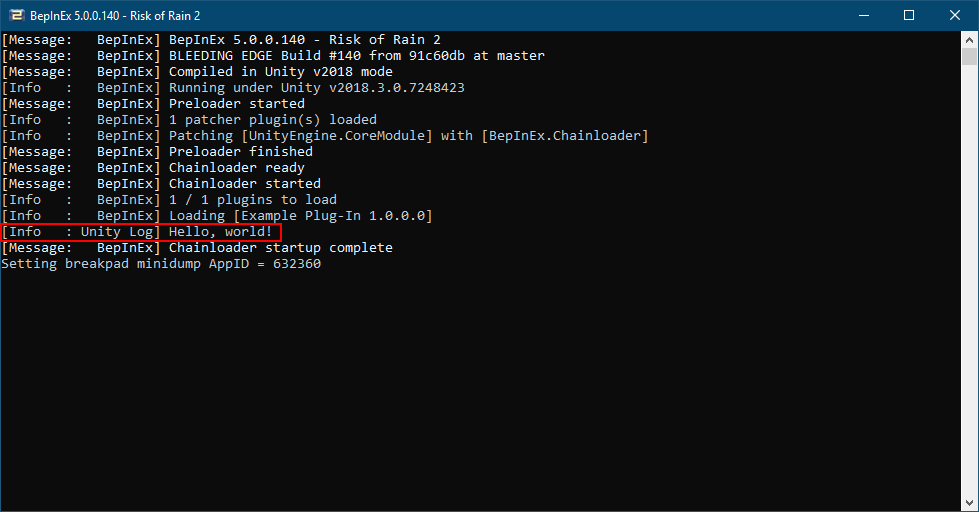 BepInEx 5.0.0.140 - Risk of Rain 2
[Message:   BepInEx] BepInEx 5.0.0.140 - Risk of Rain 2
[Message:   BepInEx] BLEEDING EDGE Build #140 from 91c60db at master
[Message:   BepInEx] Compiled in Unity v2018 mode
[Info   :   BepInEx] Running under Unity v2018.3.0.7248423
[Message:   BepInEx] Preloader started
[Info   :   BepInEx] 1 patcher plugin(s) loaded
[Info   :   BepInEx] Patching [UnityEngine.CoreModule] with [BepInEx.Chainloader]
[Message:   BepInEx] Preloader finished
[Message:   BepInEx] Chainloader ready
[Message:   BepInEx] Chainloader started
[Info   :   BepInEx] 1 / 1 plugins to load
[Info   :   BepInEx] Loading [Example Plug-In 1.0.0.0]
[Info   : Unity Log] Hello, world!
[Message:   BepInEx] Chainloader startup complete
Setting breakpad minidump AppID = 632360